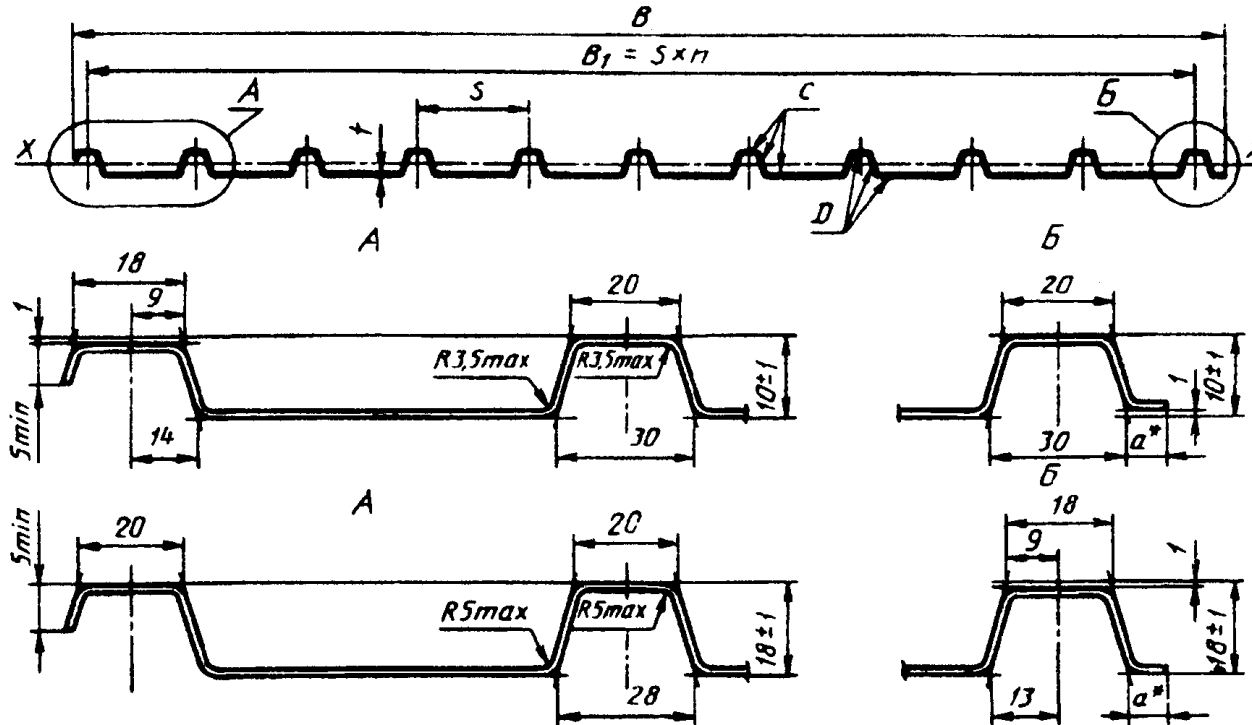 B
B₁ = S×n
A
S
C
Б
t
X
D
A
Б
18
9
1
20
20
R3,5max
R3,5max
10±1
1
10±1
5min
14
30
30
a*
A
Б
5min
20
20
18
9
1
R5max
R5max
18±1
18±1
28
13
a*